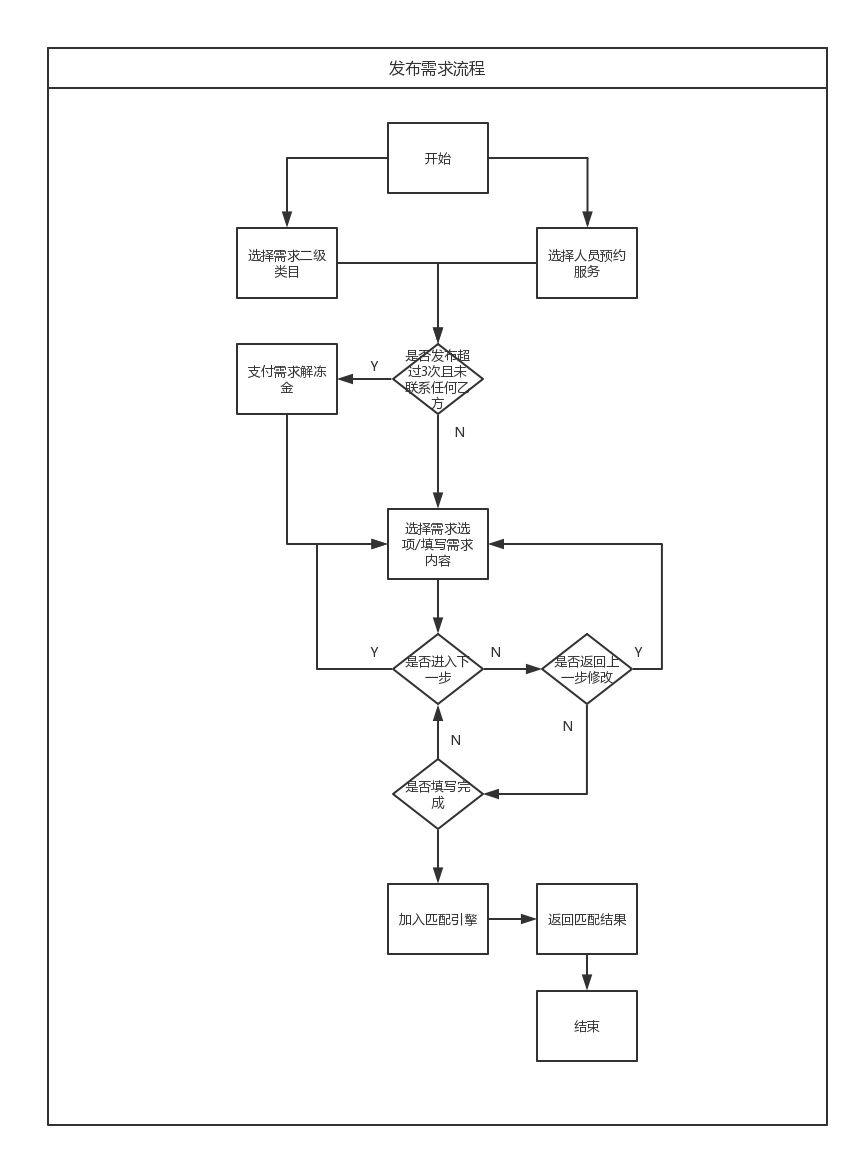 发布需求流程
开始
选择需求二级
类目
选择人员预约
服务
支付需求解冻
金
Y
是否发布超
过3次且未
联系任何乙
方
N
选择需求选
项/填写需求
内容
Y
是否进入下
一步
N
是否返回上
一步修改
Y
N
N
是否填写完
成
加入匹配引擎
返回匹配结果
结束